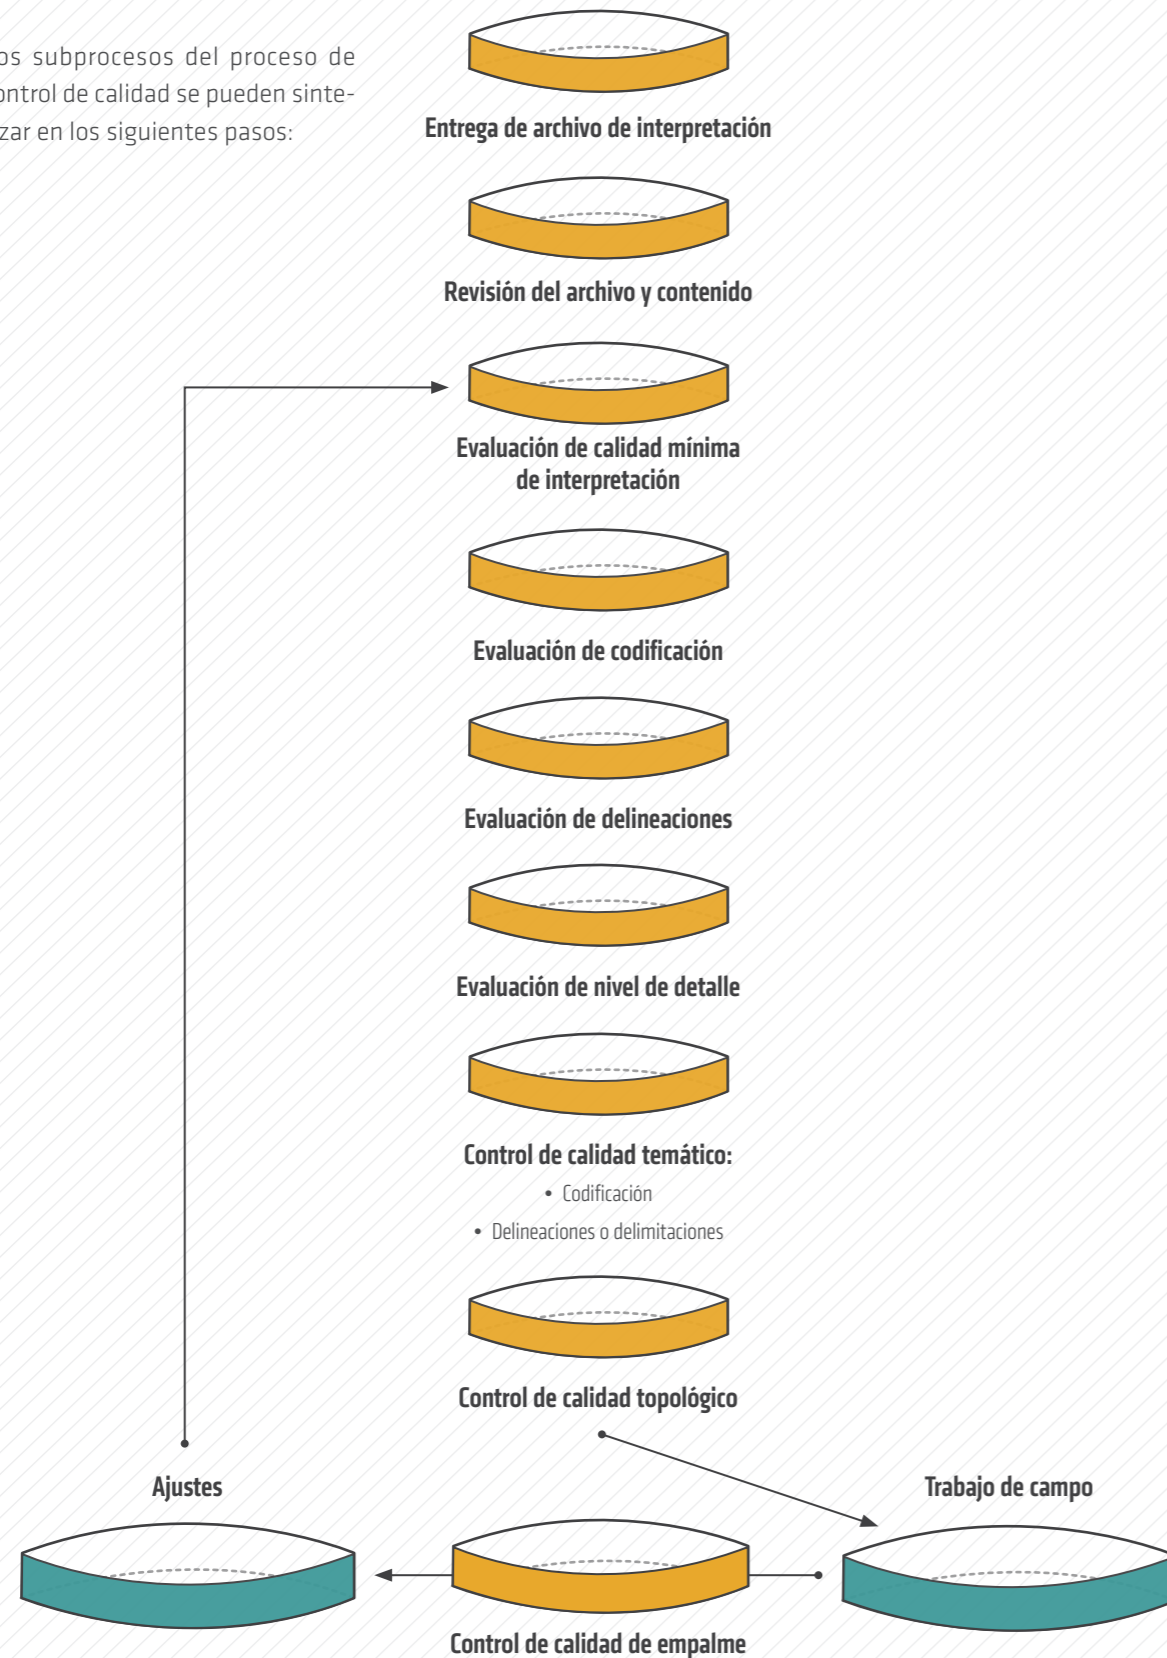 os subprocesos del proceso de
ontrol de calidad se pueden sinte-
zar en los siguientes pasos:
Entrega de archivo de interpretación
Revisión del archivo y contenido
Evaluación de calidad mínima
de interpretación
Evaluación de codificación
Evaluación de delineaciones
Evaluación de nivel de detalle
Control de calidad temático:
• Codificación
• Delineaciones o delimitaciones
Control de calidad topológico
Ajustes
Trabajo de campo
Control de calidad de empalme